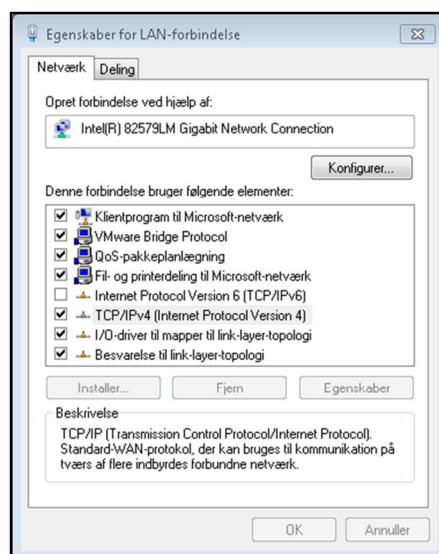 Egenskaber for LAN-forbindelse
Netværk Deling
Opret forbindelse ved hjælp af:
Intel(R) 82579LM Gigabit Network Connection
Konfigurer...
Denne forbindelse bruger følgende elementer:
Klientprogram til Microsoft-netværk
VMware Bridge Protocol
QoS-pakkeplanlægning
Fil- og printerdeling til Microsoft-netværk
Internet Protocol Version 6 (TCP/IPv6)
TCP/IPv4 (Internet Protocol Version 4)
I/O-driver til mapper til link-layer-topologi
Besvarelse til link-layer-topologi
Installer... Fjern Egenskaber
Beskrivelse
TCP/IP (Transmission Control Protocol/Internet Protocol).
Standard-WAN-protokol, der kan bruges til kommunikation på
tværs af flere indbyrdes forbundne netværk.
OK Annuller